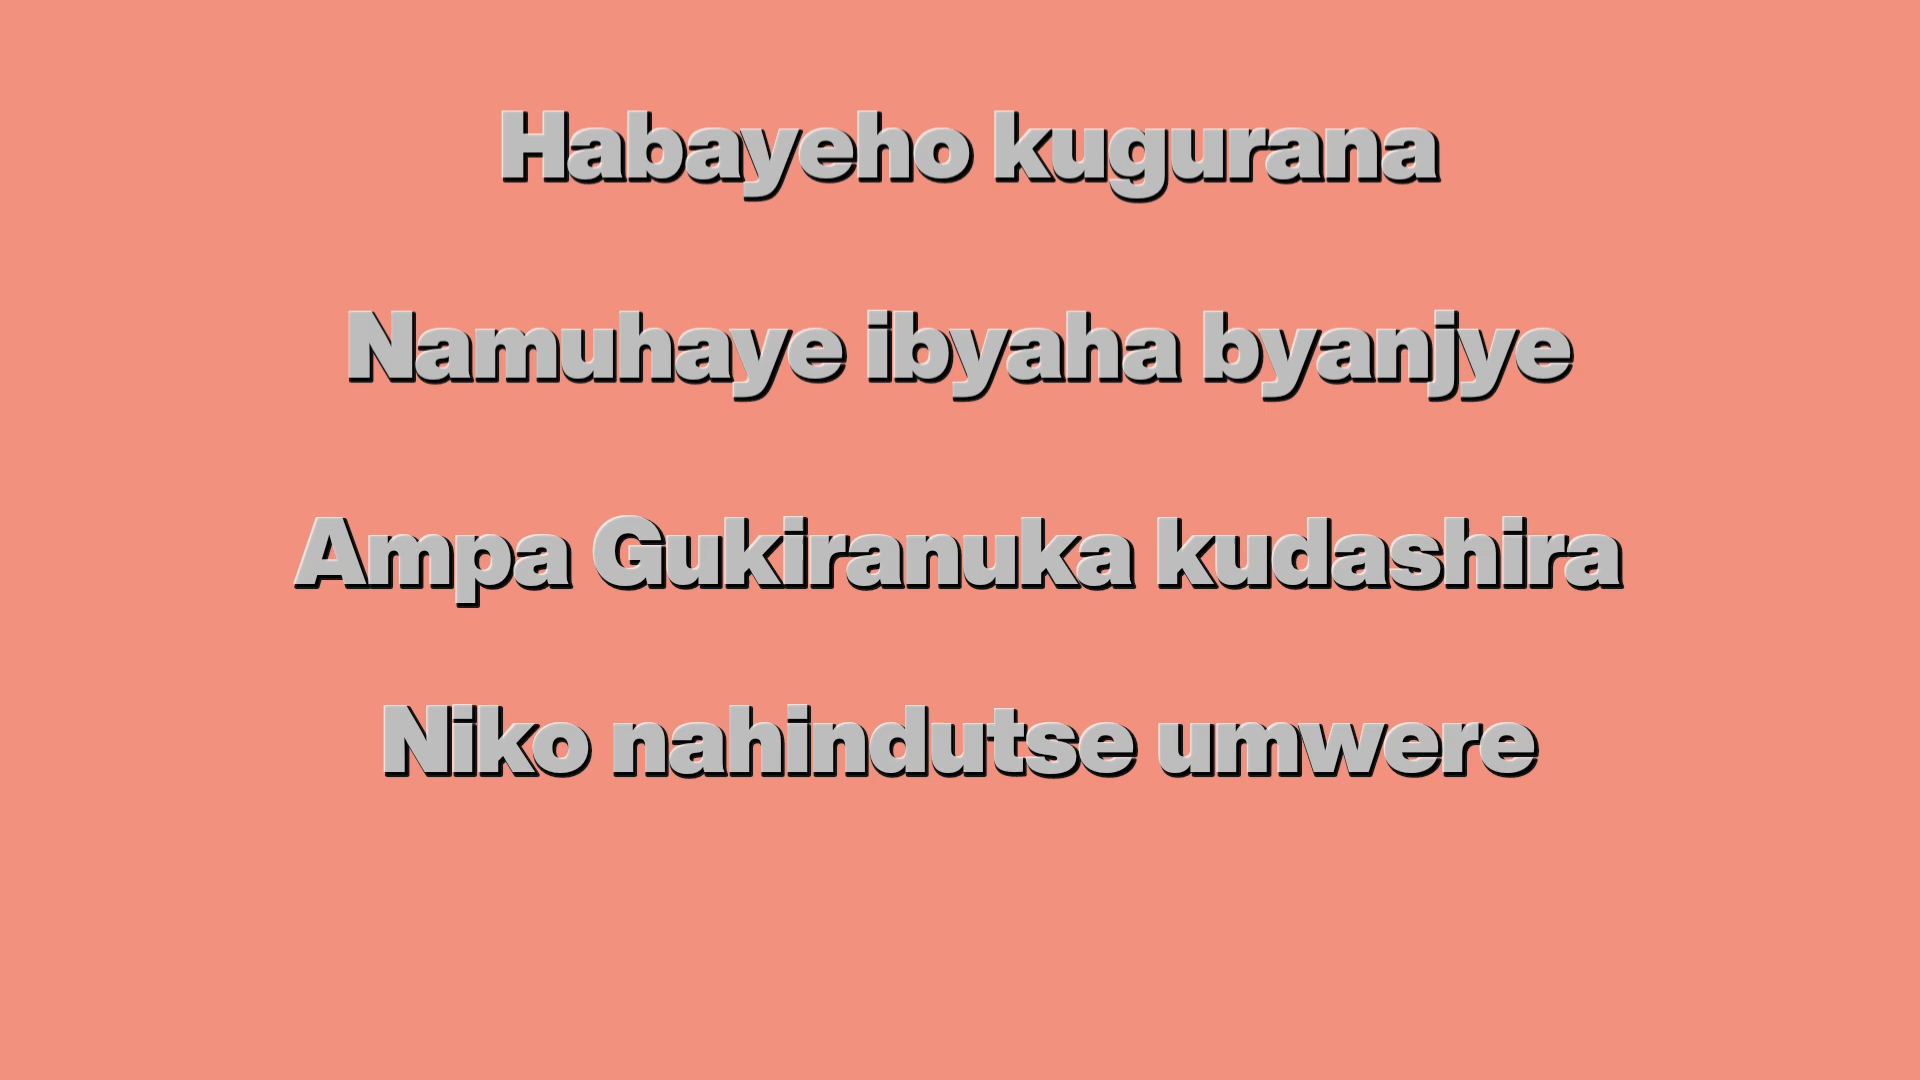 Habayeho kugurana
Namuhaye ibyaha byanjye
Ampa Gukiranuka kudashira
Niko nahindutse umwere